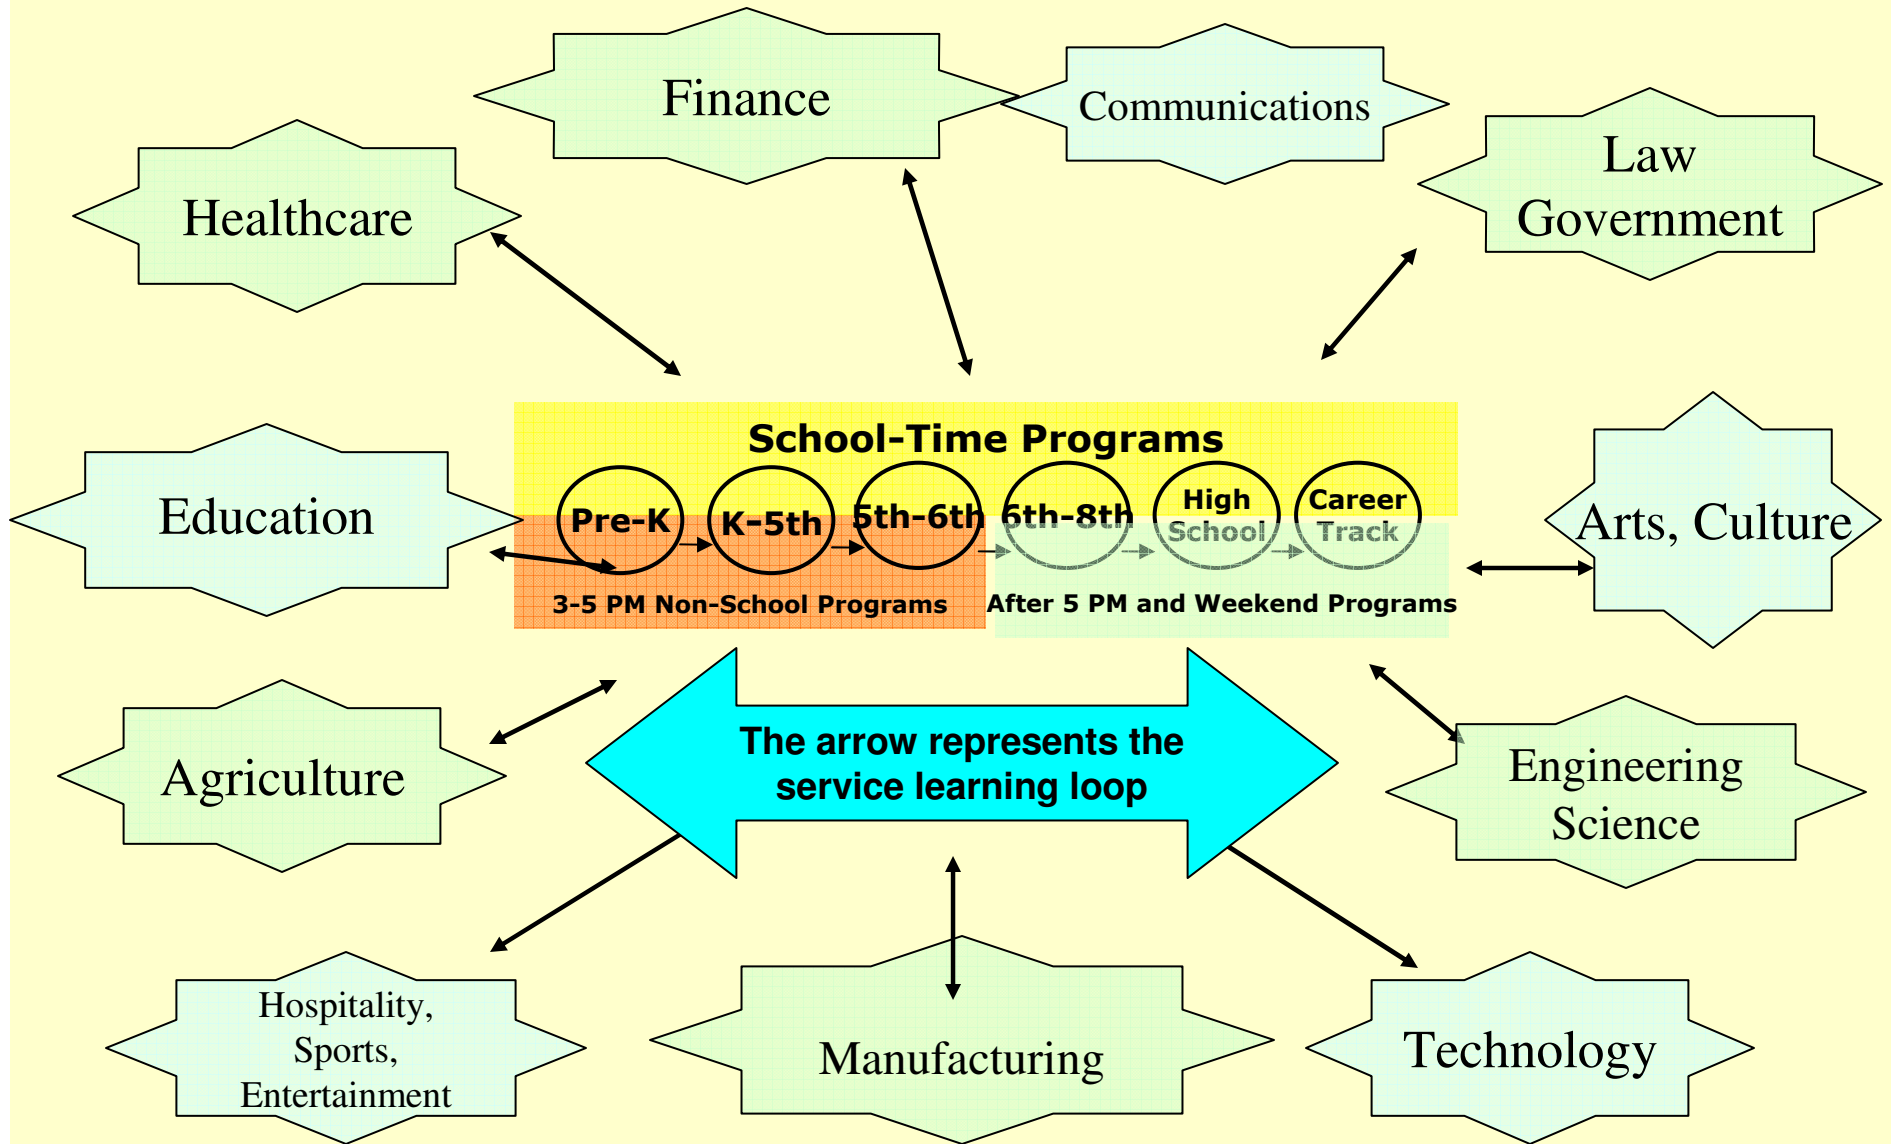 Finance
Communications
Law
Government
Healthcare
School-Time Programs
Education
Pre-K
K-5th
5th-6th
6th-8th
High
School
Career
Track
Arts, Culture
3-5 PM Non-School Programs
After 5 PM and Weekend Programs
Agriculture
The arrow represents the
service learning loop
Engineering
Science
Hospitality,
Sports,
Entertainment
Manufacturing
Technology